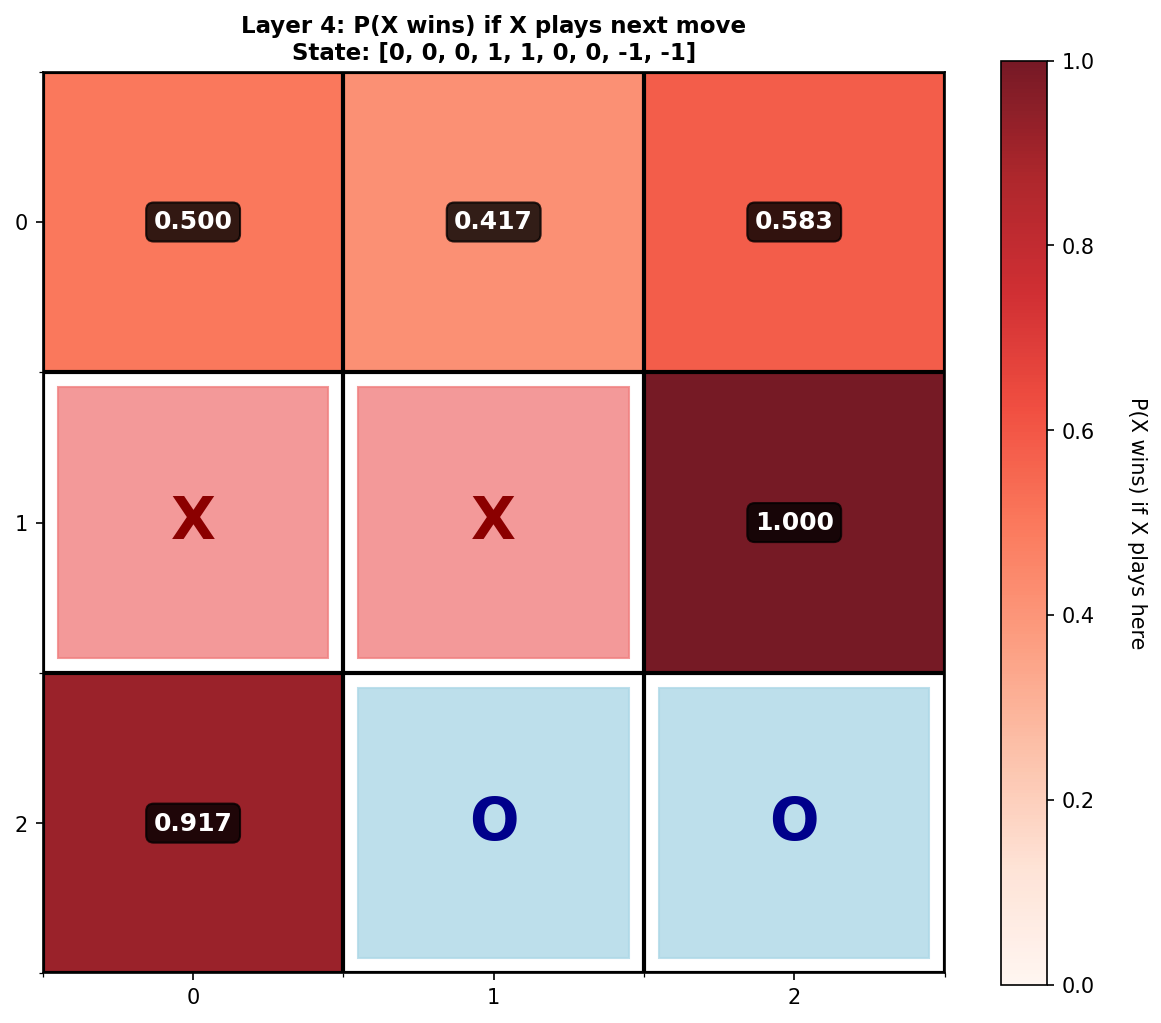 Layer 4: P(X wins) if X plays next move
State: [0, 0, 0, 1, 1, 0, 0, -1, -1]
0
0.500
0.417
0.583
1
X
X
1.000
2
0.917
O
O
0
1
2
1.0
0.8
0.6
0.4
0.2
0.0
P(X wins) if X plays here